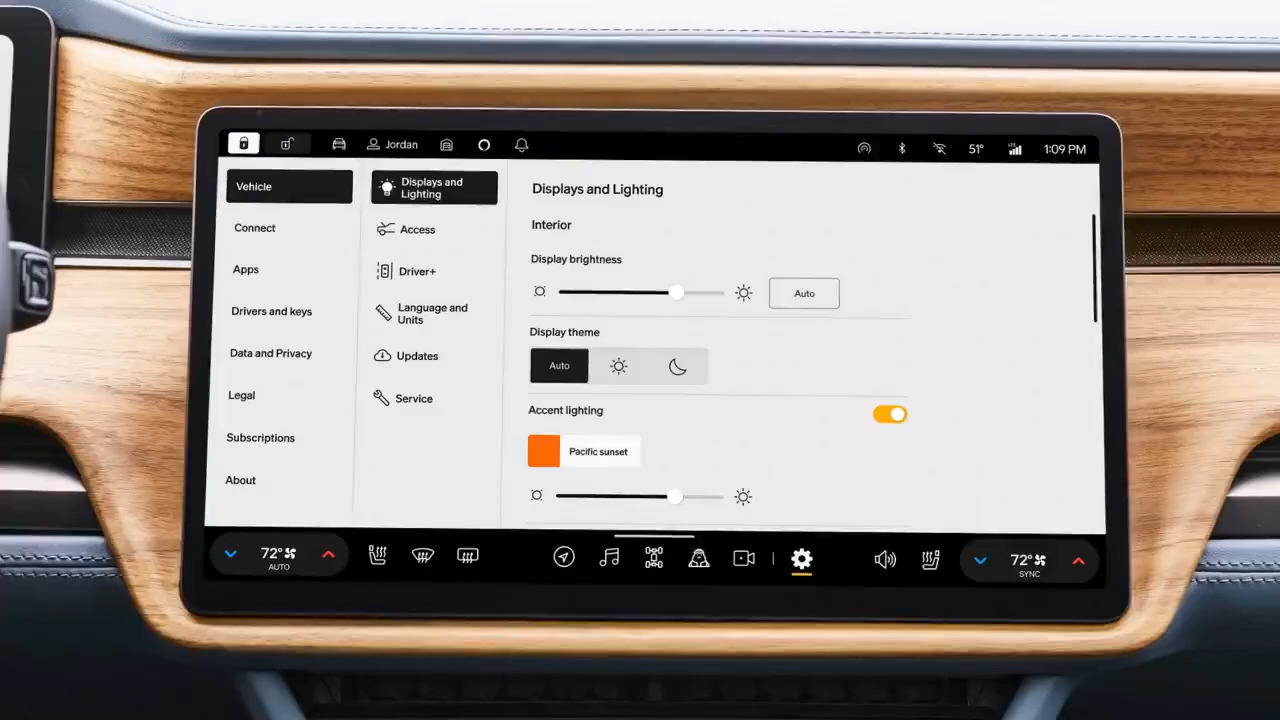 Jordan
51°
LTE
1:09 PM
Vehicle
Connect
Apps
Drivers and keys
Data and Privacy
Legal
Subscriptions
About
Displays and
Lighting
Access
Driver+
Language and
Units
Updates
Service
Displays and Lighting
Interior
Display brightness
Auto
Display theme
Auto
Accent lighting
Pacific sunset
72°
AUTO
72°
SYNC